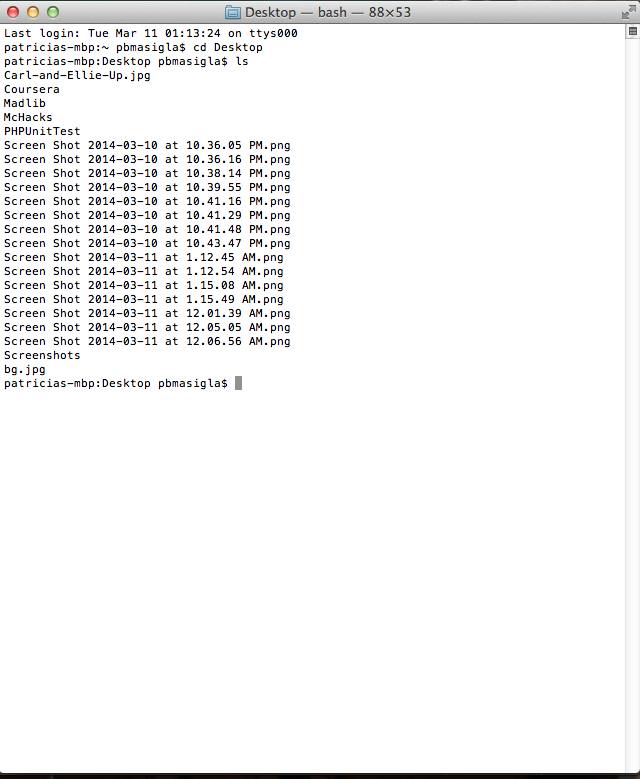 Desktop — bash — 88×53
Last login: Tue Mar 11 01:13:24 on ttys000
patricias-mbp:~ pbmasigla$ cd Desktop
patricias-mbp:Desktop pbmasigla$ ls
Carl-and-Ellie-Up.jpg
Coursera
Madlib
McHacks
PHPUnitTest
Screen Shot 2014-03-10 at 10.36.05 PM.png
Screen Shot 2014-03-10 at 10.36.16 PM.png
Screen Shot 2014-03-10 at 10.38.14 PM.png
Screen Shot 2014-03-10 at 10.39.55 PM.png
Screen Shot 2014-03-10 at 10.41.16 PM.png
Screen Shot 2014-03-10 at 10.41.29 PM.png
Screen Shot 2014-03-10 at 10.41.48 PM.png
Screen Shot 2014-03-10 at 10.43.47 PM.png
Screen Shot 2014-03-11 at 1.12.45 AM.png
Screen Shot 2014-03-11 at 1.12.54 AM.png
Screen Shot 2014-03-11 at 1.15.08 AM.png
Screen Shot 2014-03-11 at 1.15.49 AM.png
Screen Shot 2014-03-11 at 12.01.39 AM.png
Screen Shot 2014-03-11 at 12.05.05 AM.png
Screen Shot 2014-03-11 at 12.06.56 AM.png
Screenshots
bg.jpg
patricias-mbp:Desktop pbmasigla$